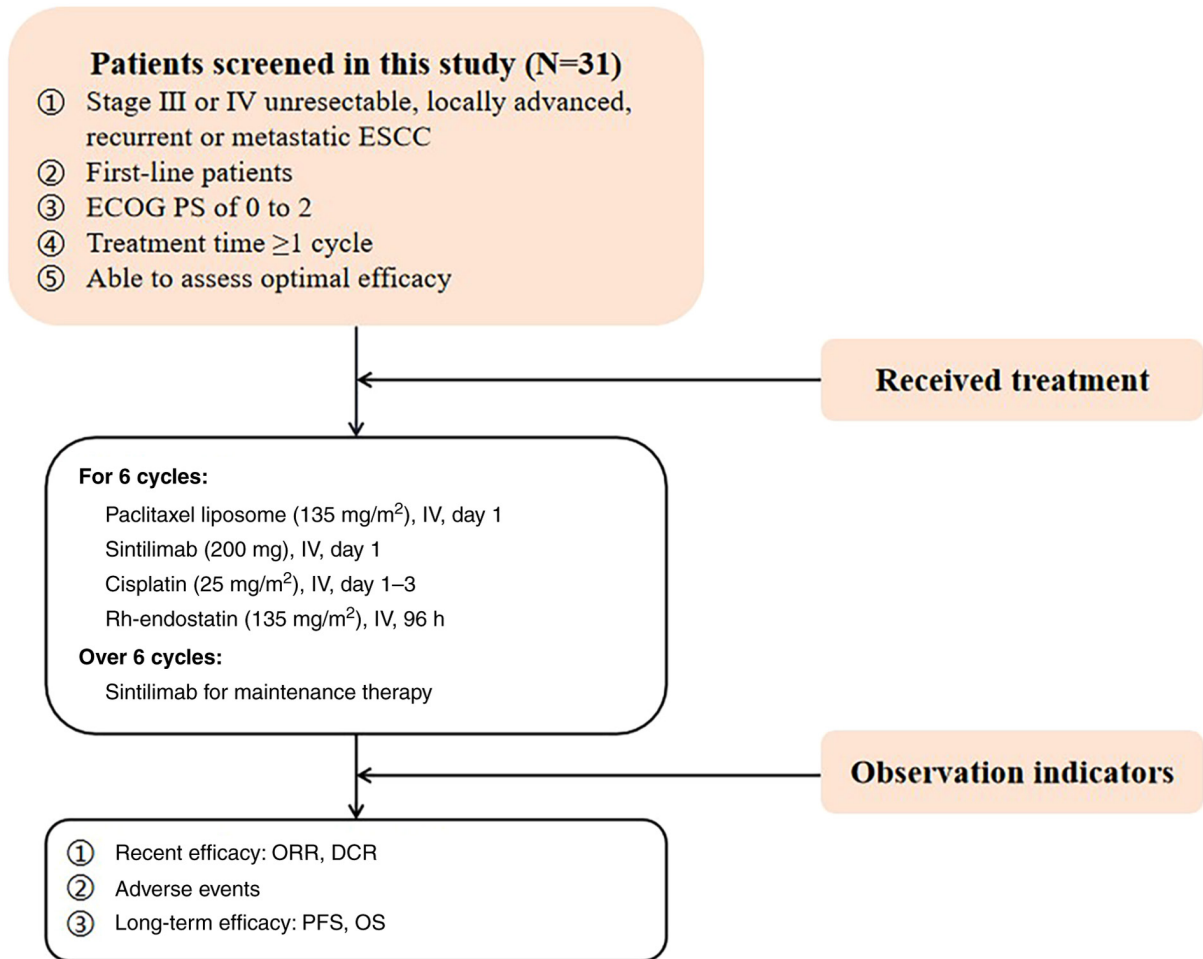 Patients screened in this study (N=31)
① Stage III or IV unresectable, locally advanced,
recurrent or metastatic ESCC
② First-line patients
③ ECOG PS of 0 to 2
④ Treatment time ≥1 cycle
⑤ Able to assess optimal efficacy
Received treatment
For 6 cycles:
Paclitaxel liposome (135 mg/m²), IV, day 1
Sintilimab (200 mg), IV, day 1
Cisplatin (25 mg/m²), IV, day 1–3
Rh-endostatin (135 mg/m²), IV, 96 h
Over 6 cycles:
Sintilimab for maintenance therapy
Observation indicators
① Recent efficacy: ORR, DCR
② Adverse events
③ Long-term efficacy: PFS, OS